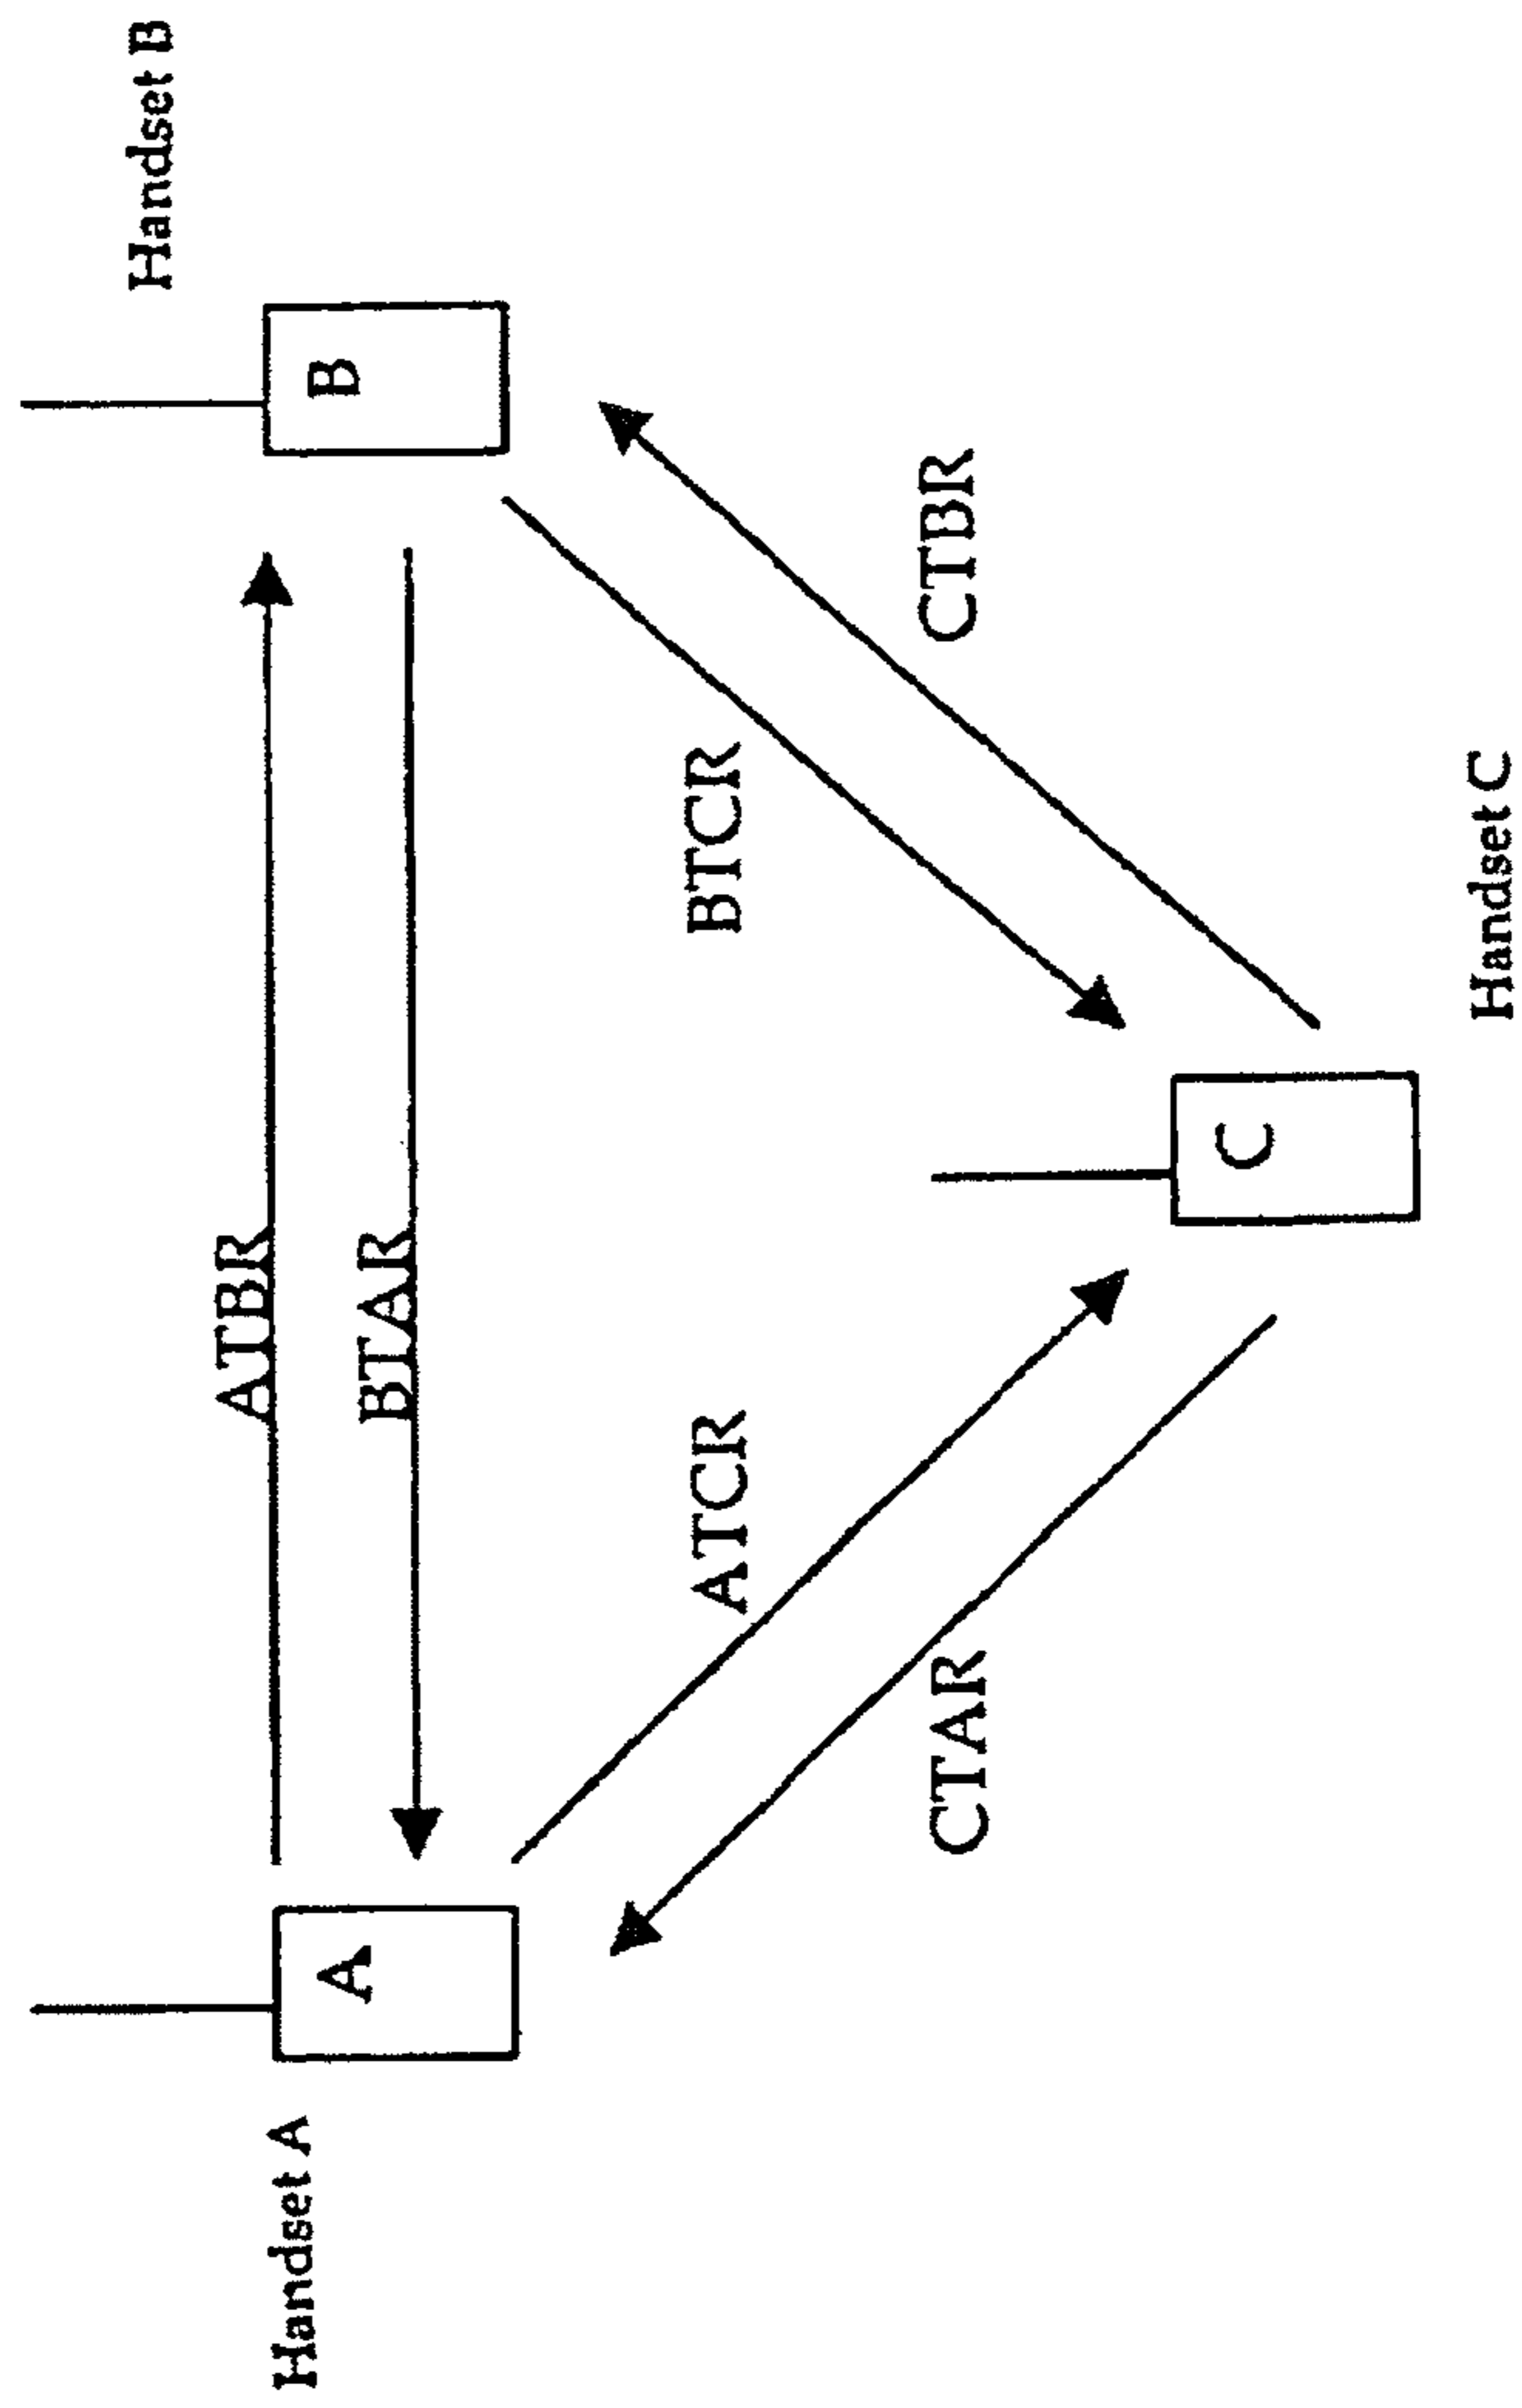 Handset B
B
ATBR
BTAR
Handset A
A
BTCR
CTBR
ATCR
CTAR
C
Handset C